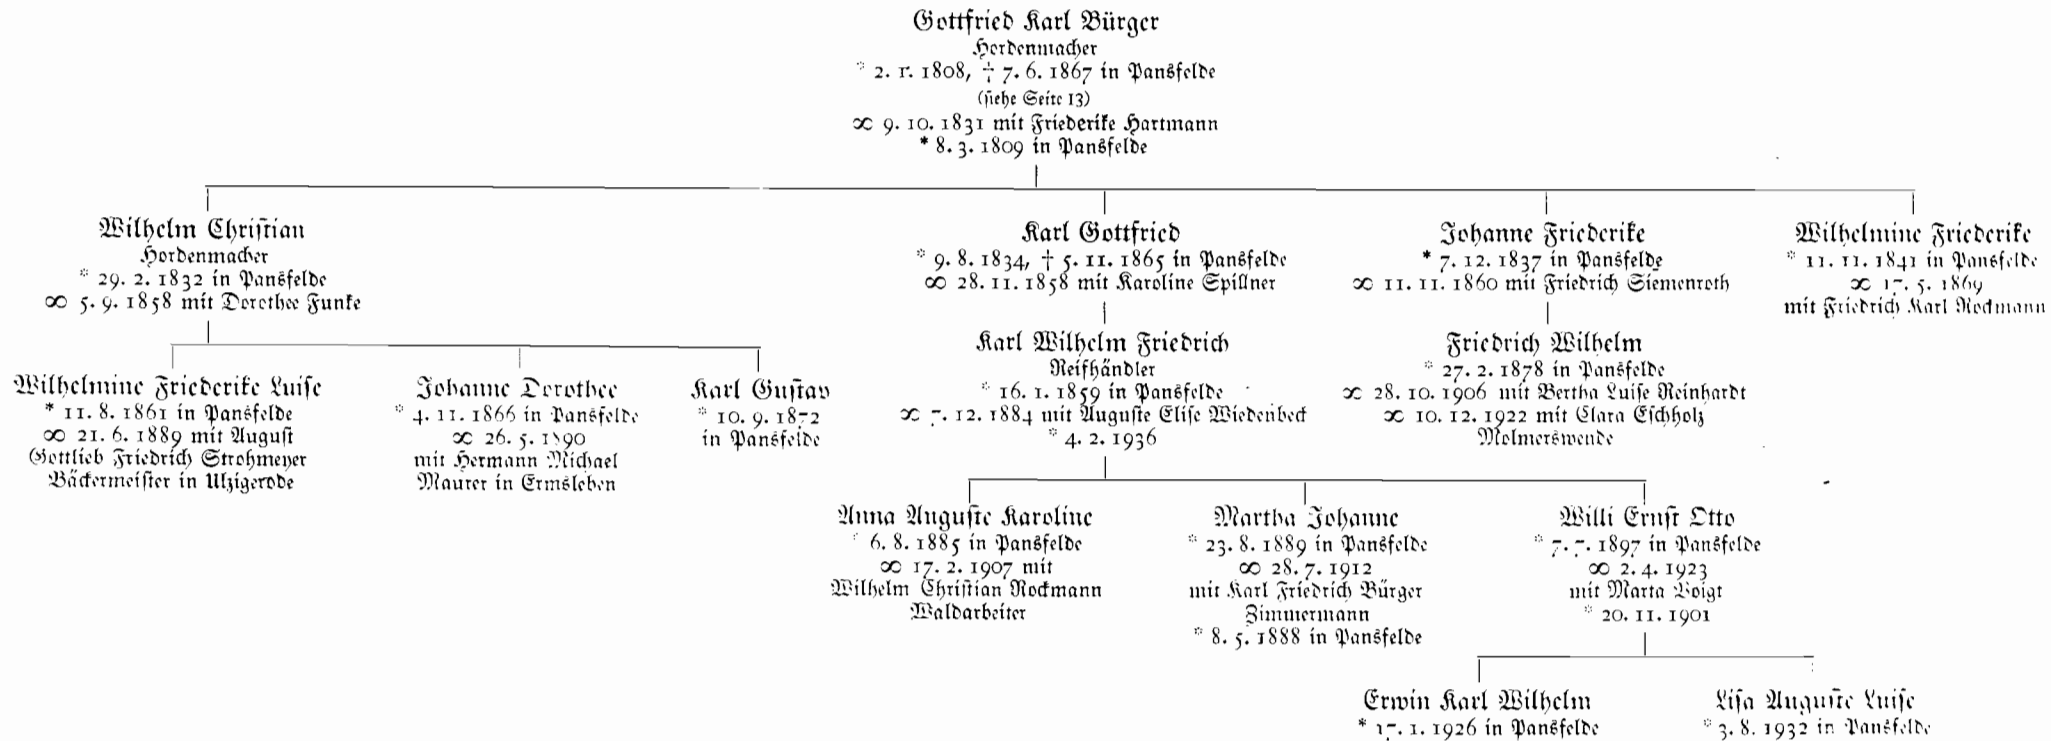 Gottfried Karl Bürger
Hordenmacher
* 2. 1. 1808, † 7. 6. 1867 in Pansfelde
(siehe Seite 13)
∞ 9. 10. 1831 mit Friederike Hartmann
* 8. 3. 1809 in Pansfelde
Wilhelm Christian
Hordenmacher
* 29. 2. 1832 in Pansfelde
∞ 5. 9. 1858 mit Dorothee Funke
Karl Gottfried
* 9. 8. 1834, † 5. 11. 1865 in Pansfelde
∞ 28. 11. 1858 mit Karoline Spillner
Johanne Friederike
* 7. 12. 1837 in Pansfelde
∞ 11. 11. 1860 mit Friedrich Siemenroth
Wilhelmine Friederike
* 11. 11. 1841 in Pansfelde
∞ 17. 5. 1869
mit Friedrich Karl Rockmann
Wilhelmine Friederike Luise
* 11. 8. 1861 in Pansfelde
∞ 21. 6. 1889 mit August
Gottlieb Friedrich Strohmeyer
Bäckermeister in Ulzigerode
Johanne Dorothee
* 4. 11. 1866 in Pansfelde
∞ 26. 5. 1890
mit Hermann Michael
Maurer in Ermsleben
Karl Gustav
* 10. 9. 1872
in Pansfelde
Karl Wilhelm Friedrich
Reifhändler
* 16. 1. 1859 in Pansfelde
∞ 7. 12. 1884 mit Auguste Elise Wiedenbeck
* 4. 2. 1936
Friedrich Wilhelm
* 27. 2. 1878 in Pansfelde
∞ 28. 10. 1906 mit Bertha Luise Reinhardt
∞ 10. 12. 1922 mit Clara Eschholz
Molmerswende
Anna Auguste Karoline
* 6. 8. 1885 in Pansfelde
∞ 17. 2. 1907 mit
Wilhelm Christian Rockmann
Waldarbeiter
Martha Johanne
* 23. 8. 1889 in Pansfelde
∞ 28. 7. 1912
mit Karl Friedrich Bürger
Zimmermann
* 8. 5. 1888 in Pansfelde
Willi Ernst Otto
* 7. 7. 1897 in Pansfelde
∞ 2. 4. 1923
mit Marta Voigt
* 20. 11. 1901
Erwin Karl Wilhelm
* 17. 1. 1926 in Pansfelde
Lisa Auguste Luise
* 3. 8. 1932 in Pansfelde